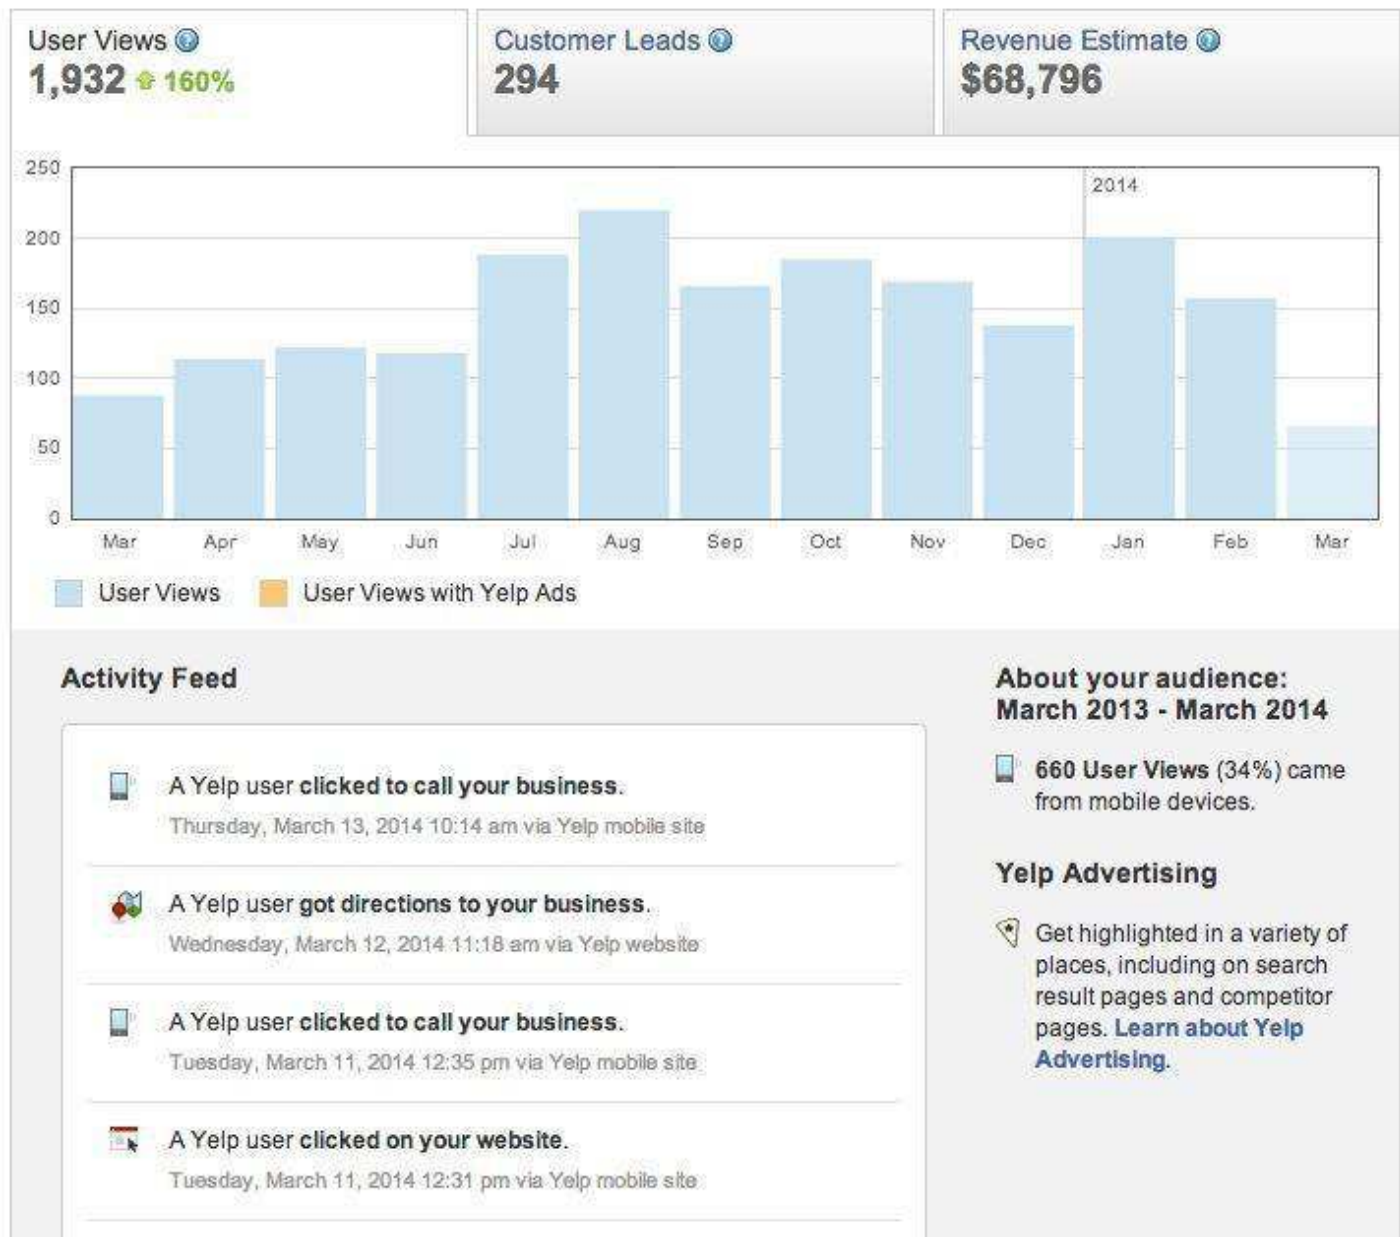 User Views
1,932 160%
Customer Leads
294
Revenue Estimate
$68,796
250
200
150
100
50
0
2014
Mar Apr May Jun Jul Aug Sep Oct Nov Dec Jan Feb Mar
User Views User Views with Yelp Ads
Activity Feed
A Yelp user clicked to call your business.
Thursday, March 13, 2014 10:14 am via Yelp mobile site
A Yelp user got directions to your business.
Wednesday, March 12, 2014 11:18 am via Yelp website
A Yelp user clicked to call your business.
Tuesday, March 11, 2014 12:35 pm via Yelp mobile site
A Yelp user clicked on your website.
Tuesday, March 11, 2014 12:31 pm via Yelp mobile site
About your audience:
March 2013 - March 2014
660 User Views (34%) came
from mobile devices.
Yelp Advertising
Get highlighted in a variety of
places, including on search
result pages and competitor
pages. Learn about Yelp
Advertising.